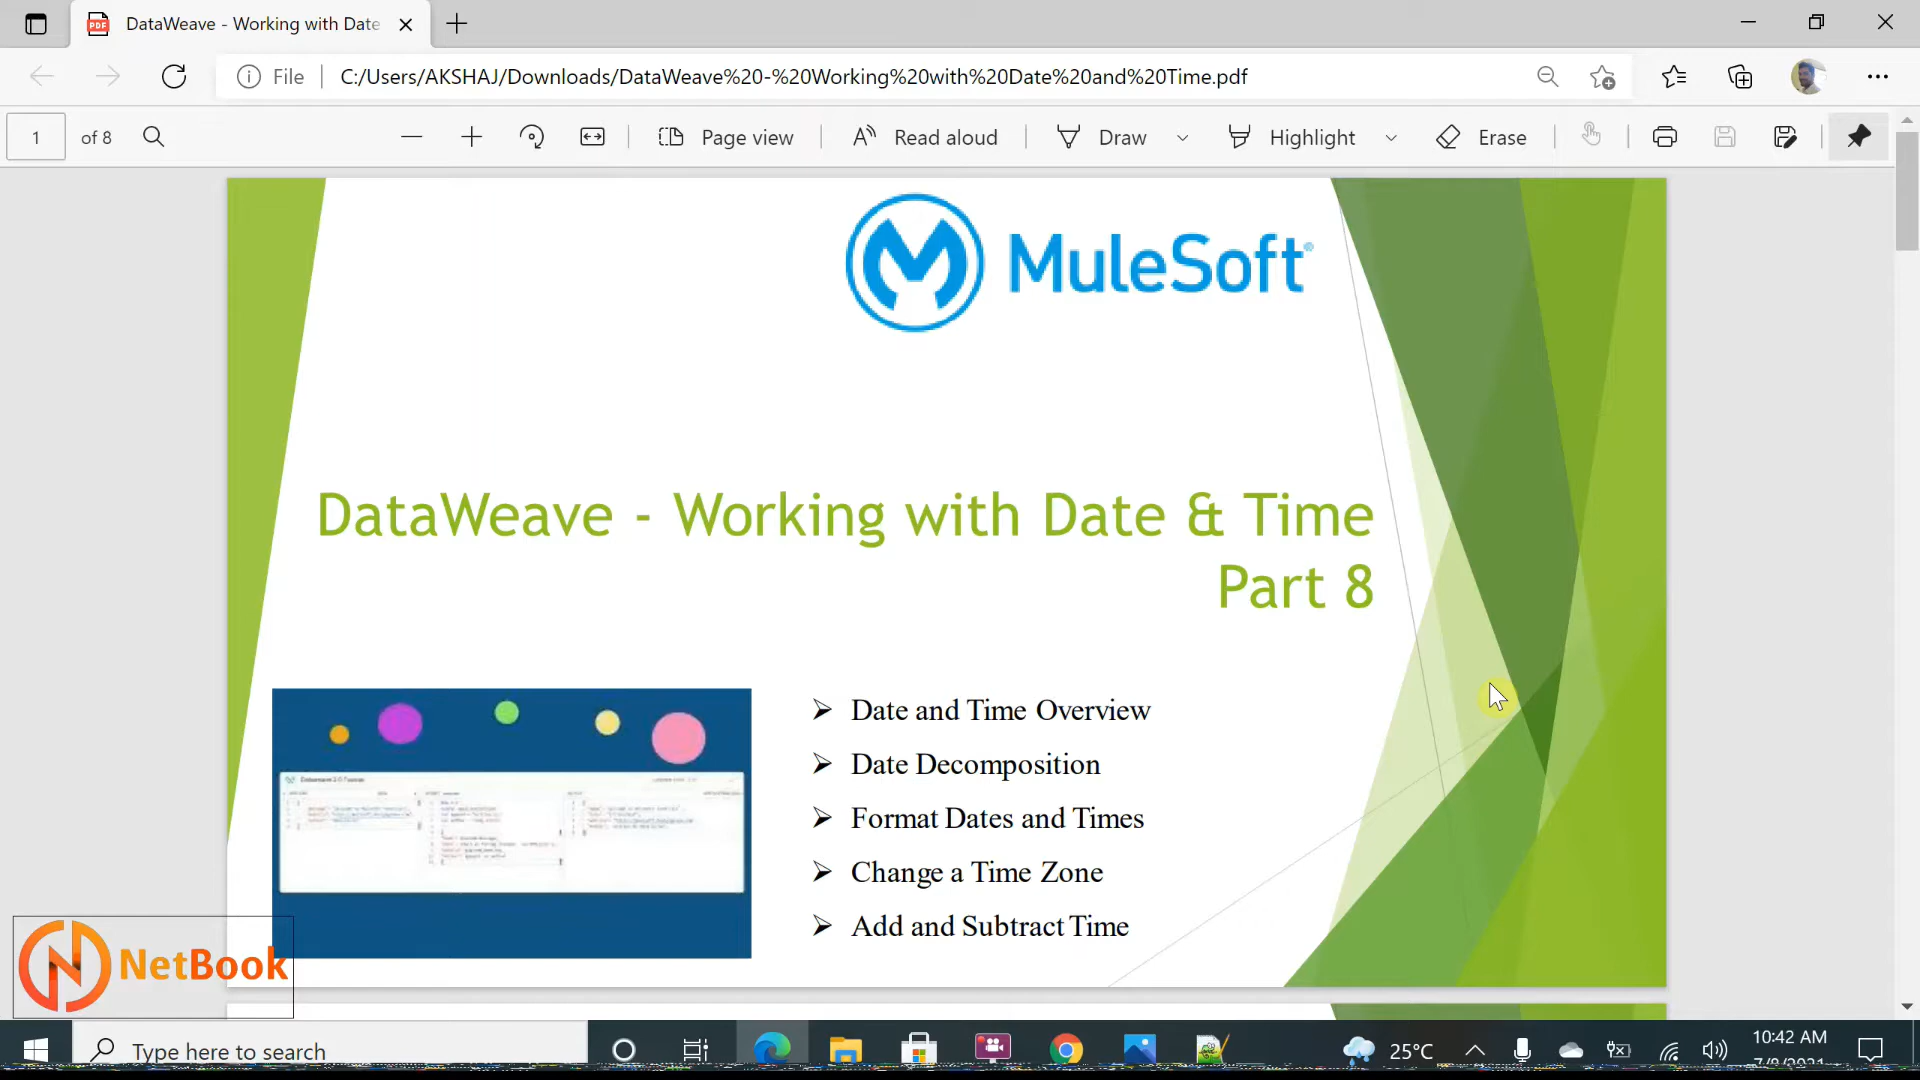 DataWeave - Working with Date
File
C:/Users/AKSHAJ/Downloads/DataWeave%20-%20Working%20with%20Date%20and%20Time.pdf
1 of 8
Page view
Read aloud
Draw
Highlight
Erase
MuleSoft
DataWeave - Working with Date & Time
Part 8
Date and Time Overview
Date Decomposition
Format Dates and Times
Change a Time Zone
Add and Subtract Time
NetBook
Type here to search
25°C
10:42 AM